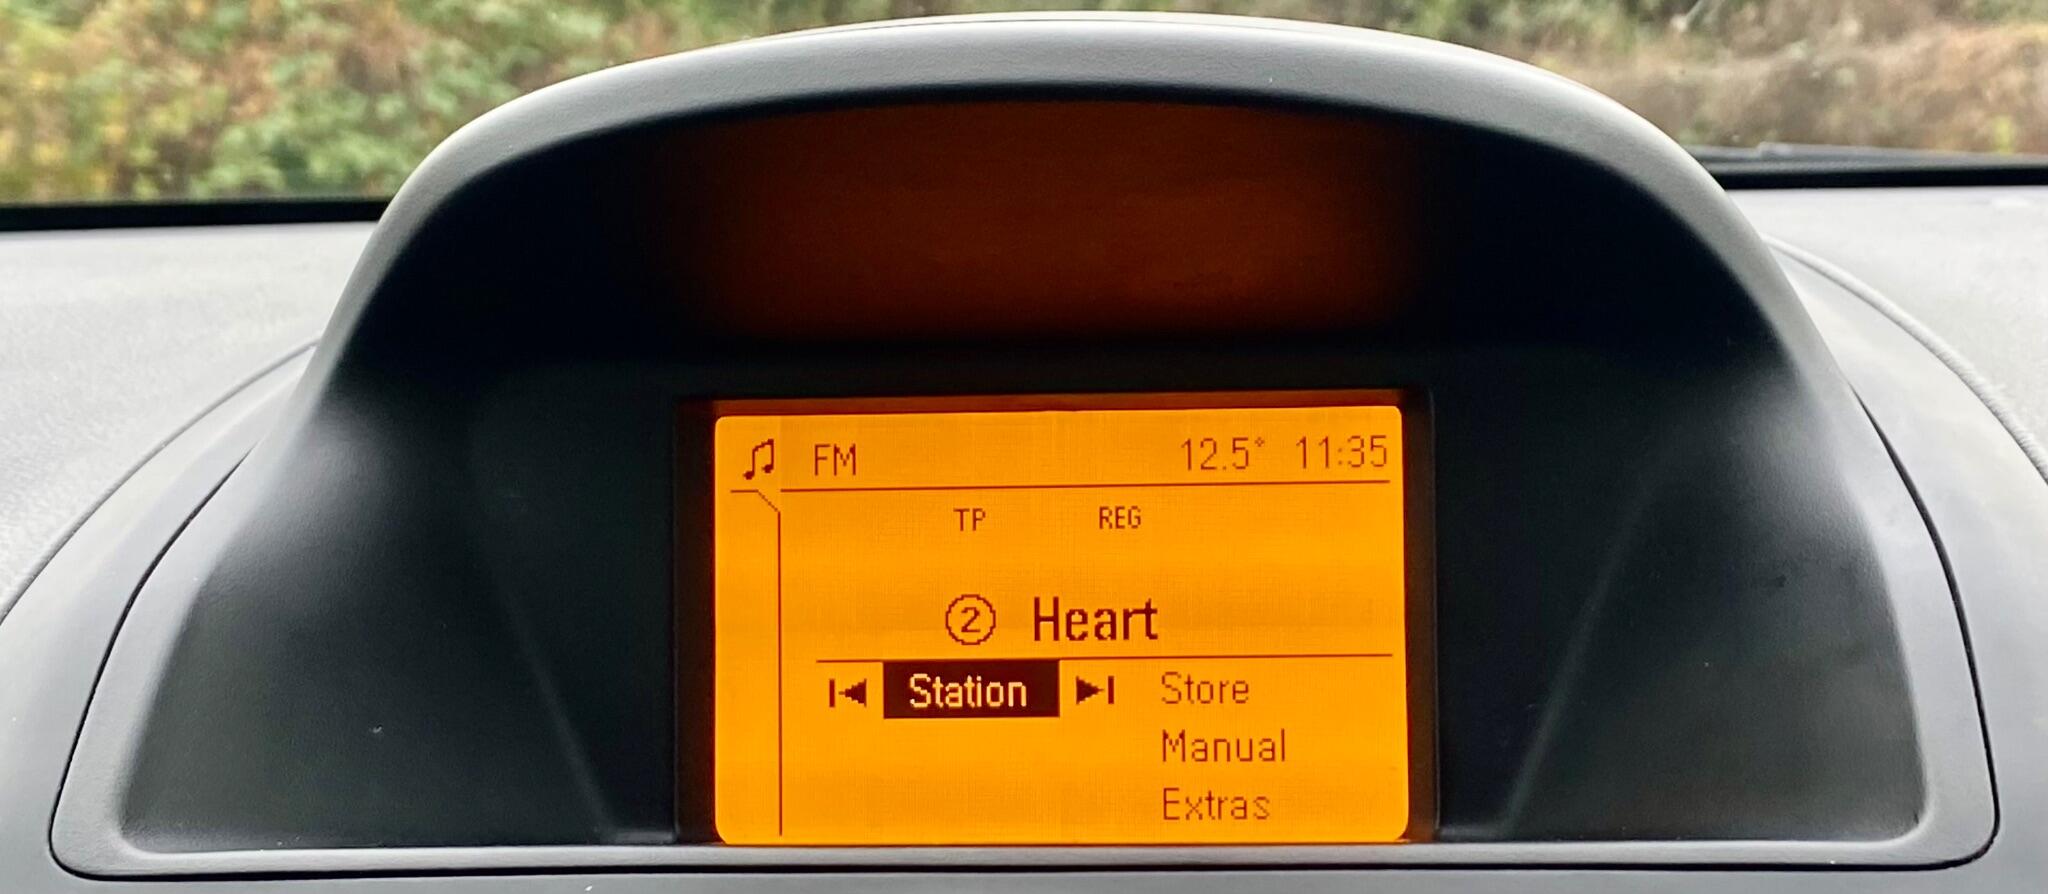 FM 12.5° 11:35
TP REG
2 Heart
Station Store
Manual
Extras